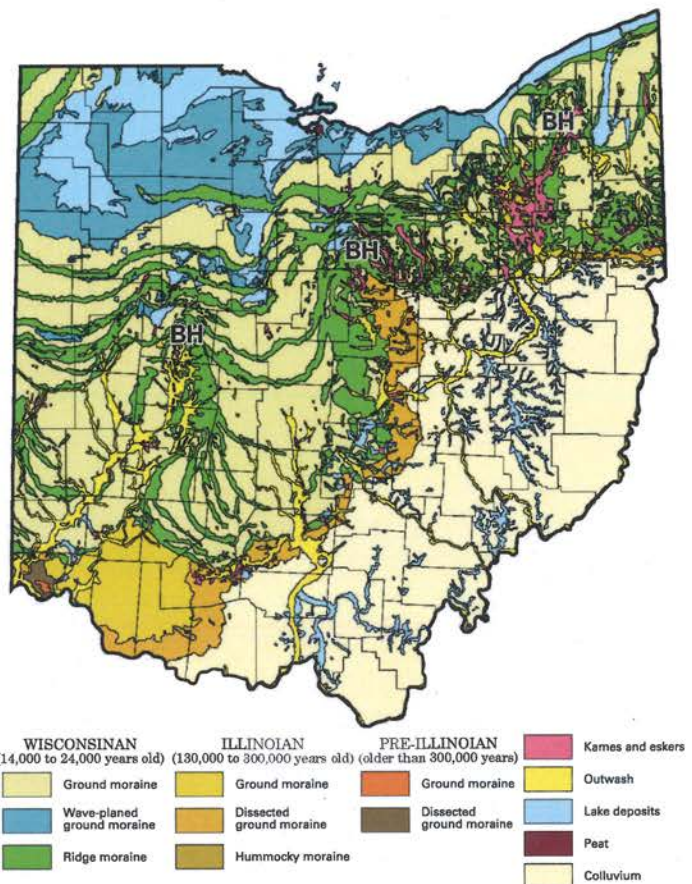 BH
BH
BH
WISCONSINAN
(14,000 to 24,000 years old)
Ground moraine
Wave-planed
ground moraine
Ridge moraine
ILLINOIAN
(130,000 to 300,000 years old)
Ground moraine
Dissected
ground moraine
Hummocky moraine
PRE-ILLINOIAN
(older than 300,000 years)
Ground moraine
Dissected
ground moraine
Kames and eskers
Outwash
Lake deposits
Peat
Colluvium